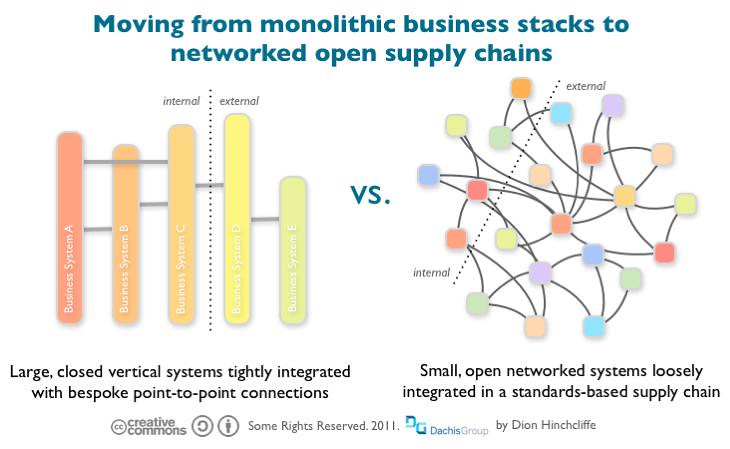 Moving from monolithic business stacks to
networked open supply chains
internal
external
Business System A
Business System B
Business System C
Business System D
Business System E
vs.
external
internal
Large, closed vertical systems tightly integrated
with bespoke point-to-point connections
Small, open networked systems loosely
integrated in a standards-based supply chain
cc creative
commons
Some Rights Reserved. 2011.
DG DachisGroup
by Dion Hinchcliffe